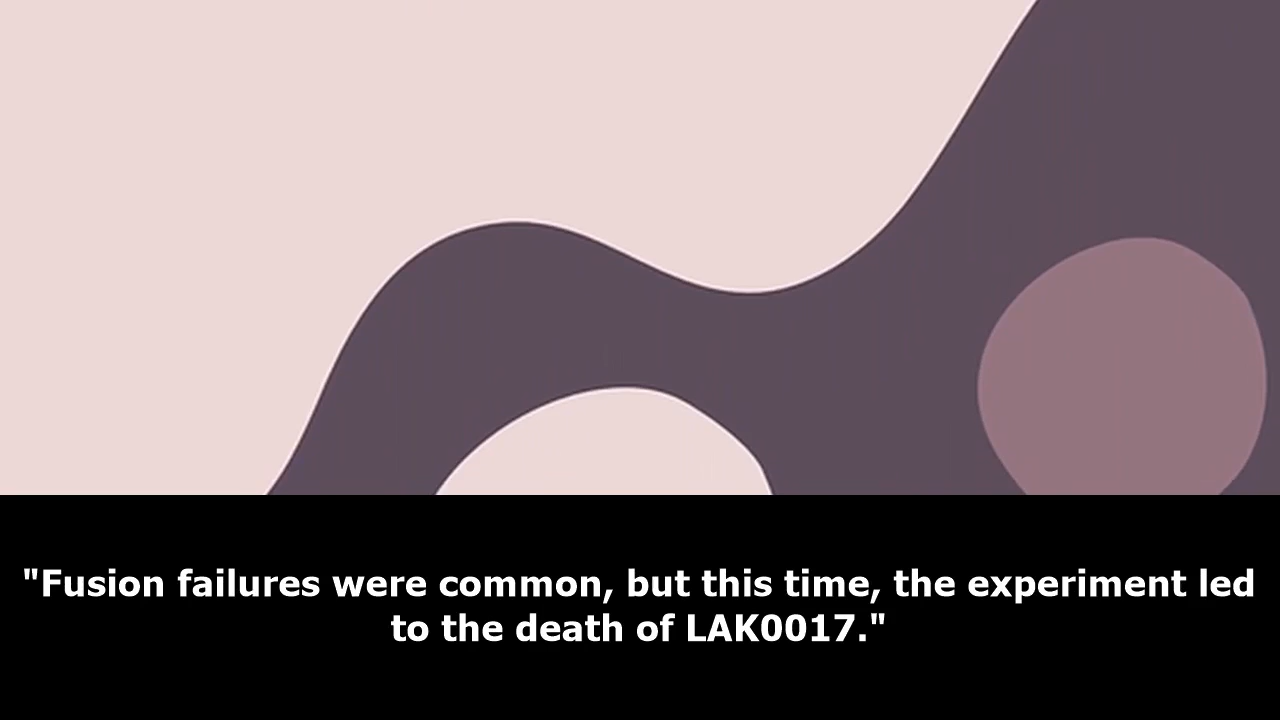 "Fusion failures were common, but this time, the experiment led
to the death of LAK0017."